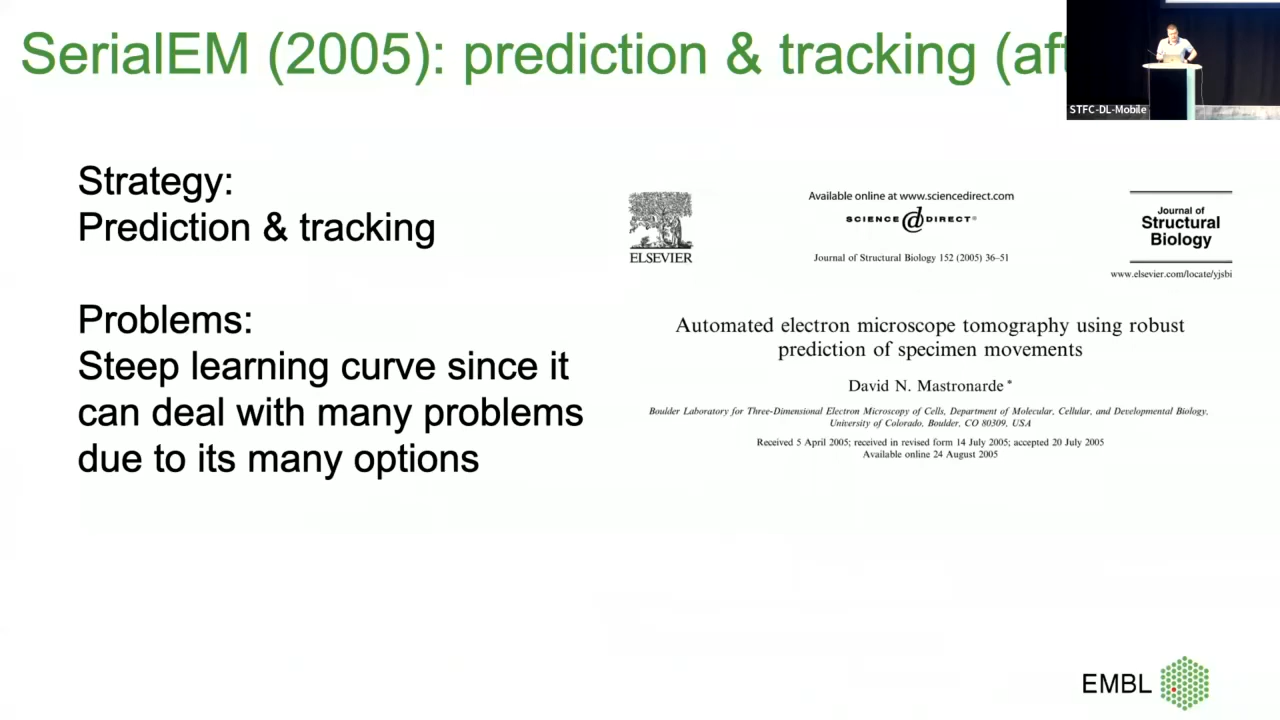 SerialEM (2005): prediction & tracking (aft
STFC-DL-Mobile
Strategy:
Prediction & tracking
Problems:
Steep learning curve since it
can deal with many problems
due to its many options
ELSEVIER
Available online at www.sciencedirect.com
SCIENCE DIRECT®
Journal of Structural Biology 152 (2005) 36–51
Journal of
Structural
Biology
www.elsevier.com/locate/yjsbi
Automated electron microscope tomography using robust
prediction of specimen movements
David N. Mastronarde *
Boulder Laboratory for Three-Dimensional Electron Microscopy of Cells, Department of Molecular, Cellular, and Developmental Biology,
University of Colorado, Boulder, CO 80309, USA
Received 5 April 2005; received in revised form 14 July 2005; accepted 20 July 2005
Available online 24 August 2005
EMBL